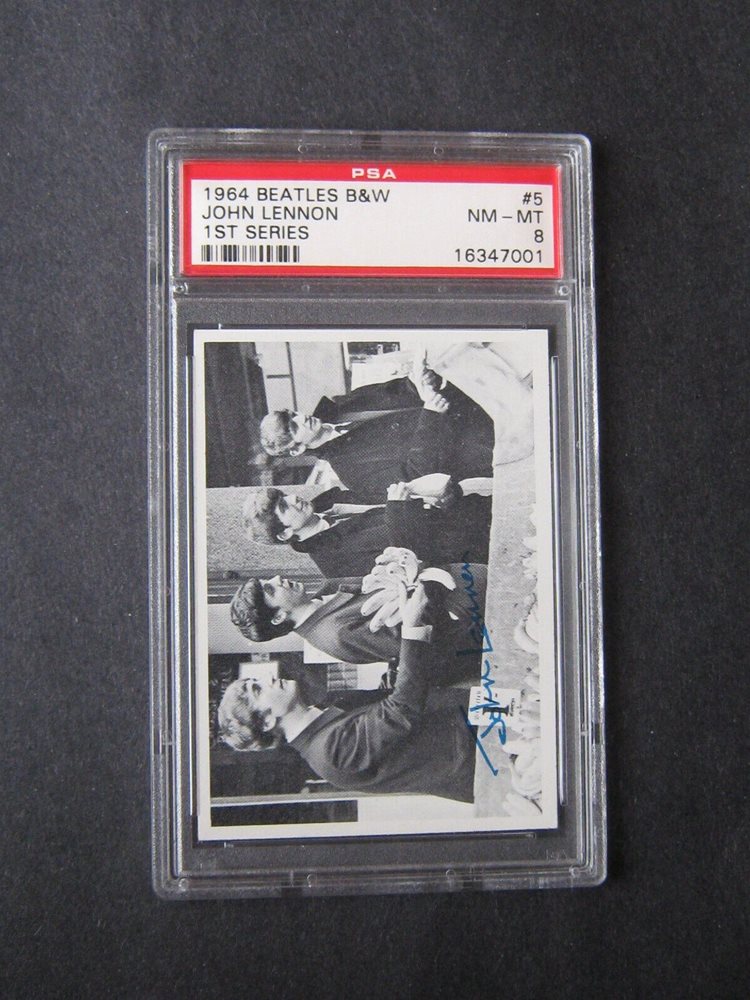 PSA
1964 BEATLES B&W #5
JOHN LENNON NM-MT
1ST SERIES 8
16347001
John Lennon